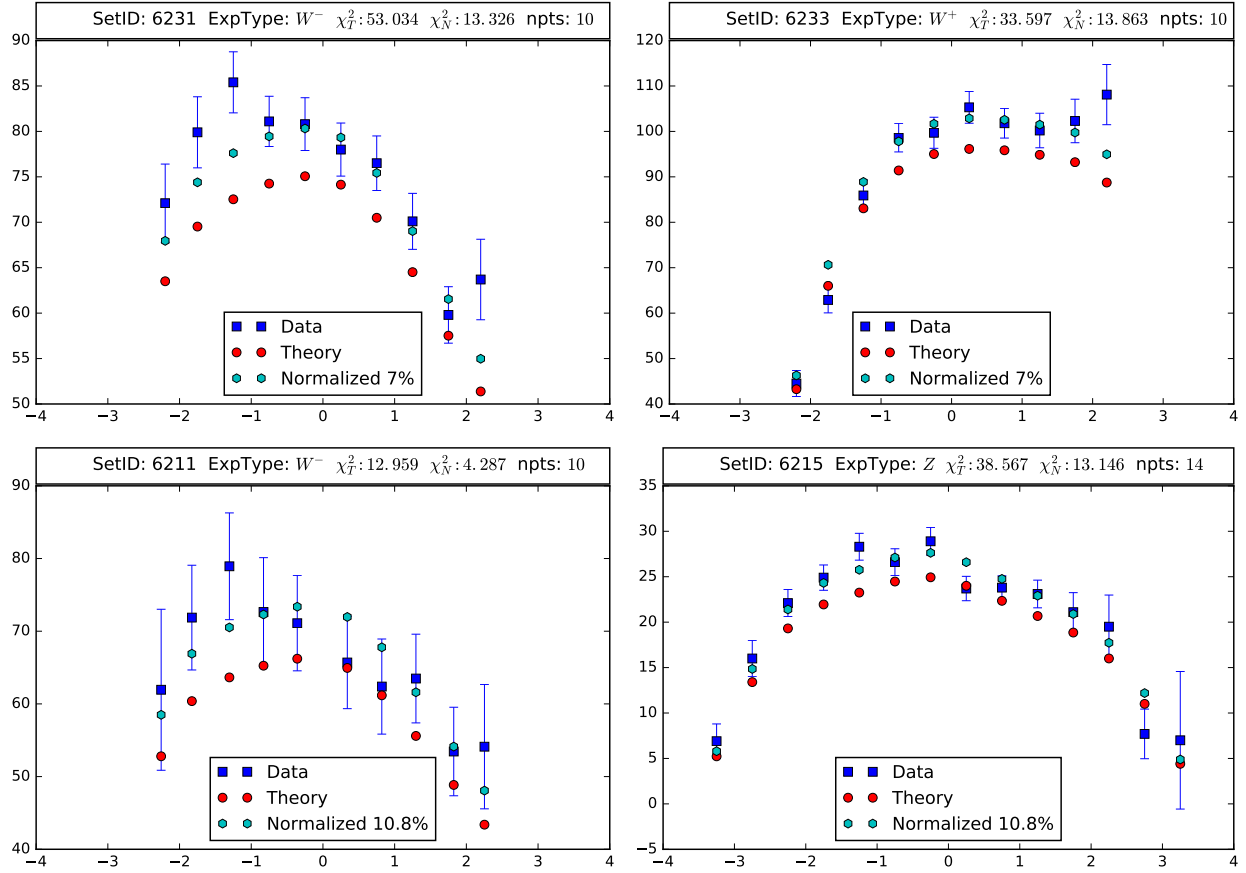 SetID: 6231 ExpType: W⁻ χ²_T: 53.034 χ²_N: 13.326 npts: 10
90
85
80
75
70
65
60
55
50
Data
Theory
Normalized 7%
−4 −3 −2 −1 0 1 2 3 4
SetID: 6233 ExpType: W⁺ χ²_T: 33.597 χ²_N: 13.863 npts: 10
120
110
100
90
80
70
60
50
40
Data
Theory
Normalized 7%
−4 −3 −2 −1 0 1 2 3 4
SetID: 6211 ExpType: W⁻ χ²_T: 12.959 χ²_N: 4.287 npts: 10
90
80
70
60
50
40
Data
Theory
Normalized 10.8%
−4 −3 −2 −1 0 1 2 3 4
SetID: 6215 ExpType: Z χ²_T: 38.567 χ²_N: 13.146 npts: 14
35
30
25
20
15
10
5
0
−5
Data
Theory
Normalized 10.8%
−4 −3 −2 −1 0 1 2 3 4